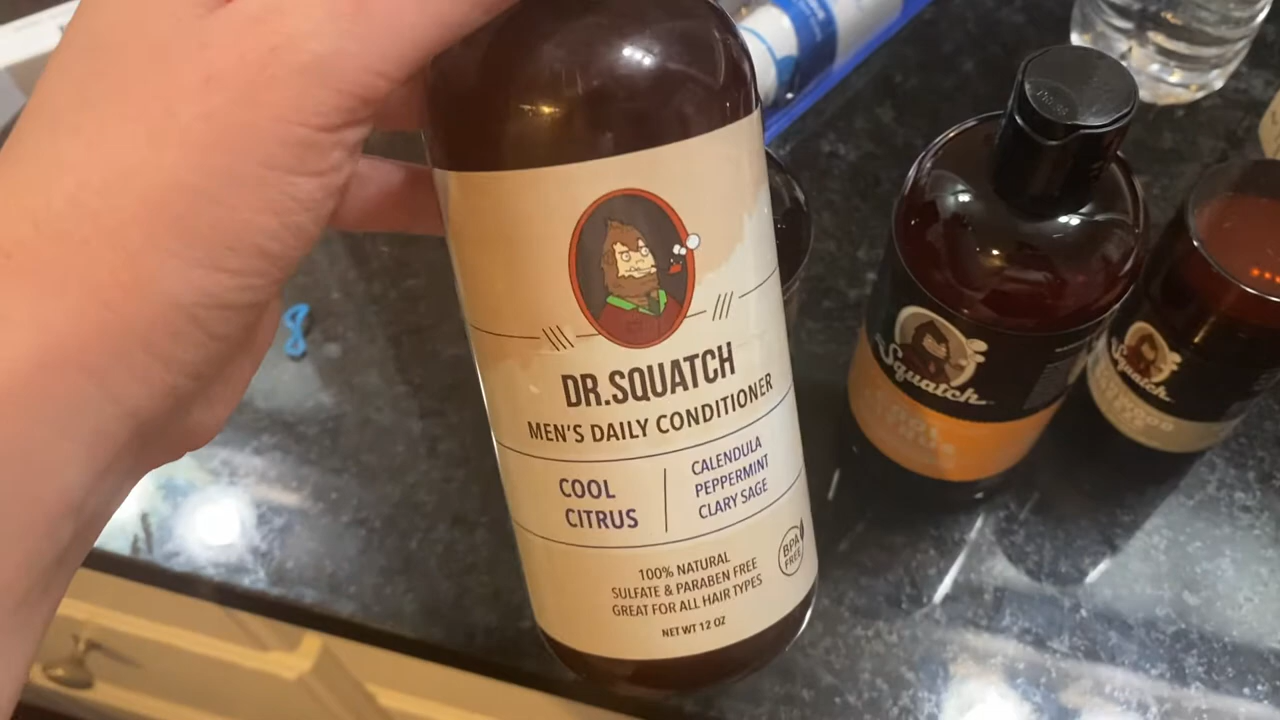 DR.SQUATCH
MEN'S DAILY CONDITIONER
COOL
CITRUS
CALENDULA
PEPPERMINT
CLARY SAGE
100% NATURAL
SULFATE & PARABEN FREE
GREAT FOR ALL HAIR TYPES
NET WT 12 OZ
BPA
FREE
Squatch
Squatch
8